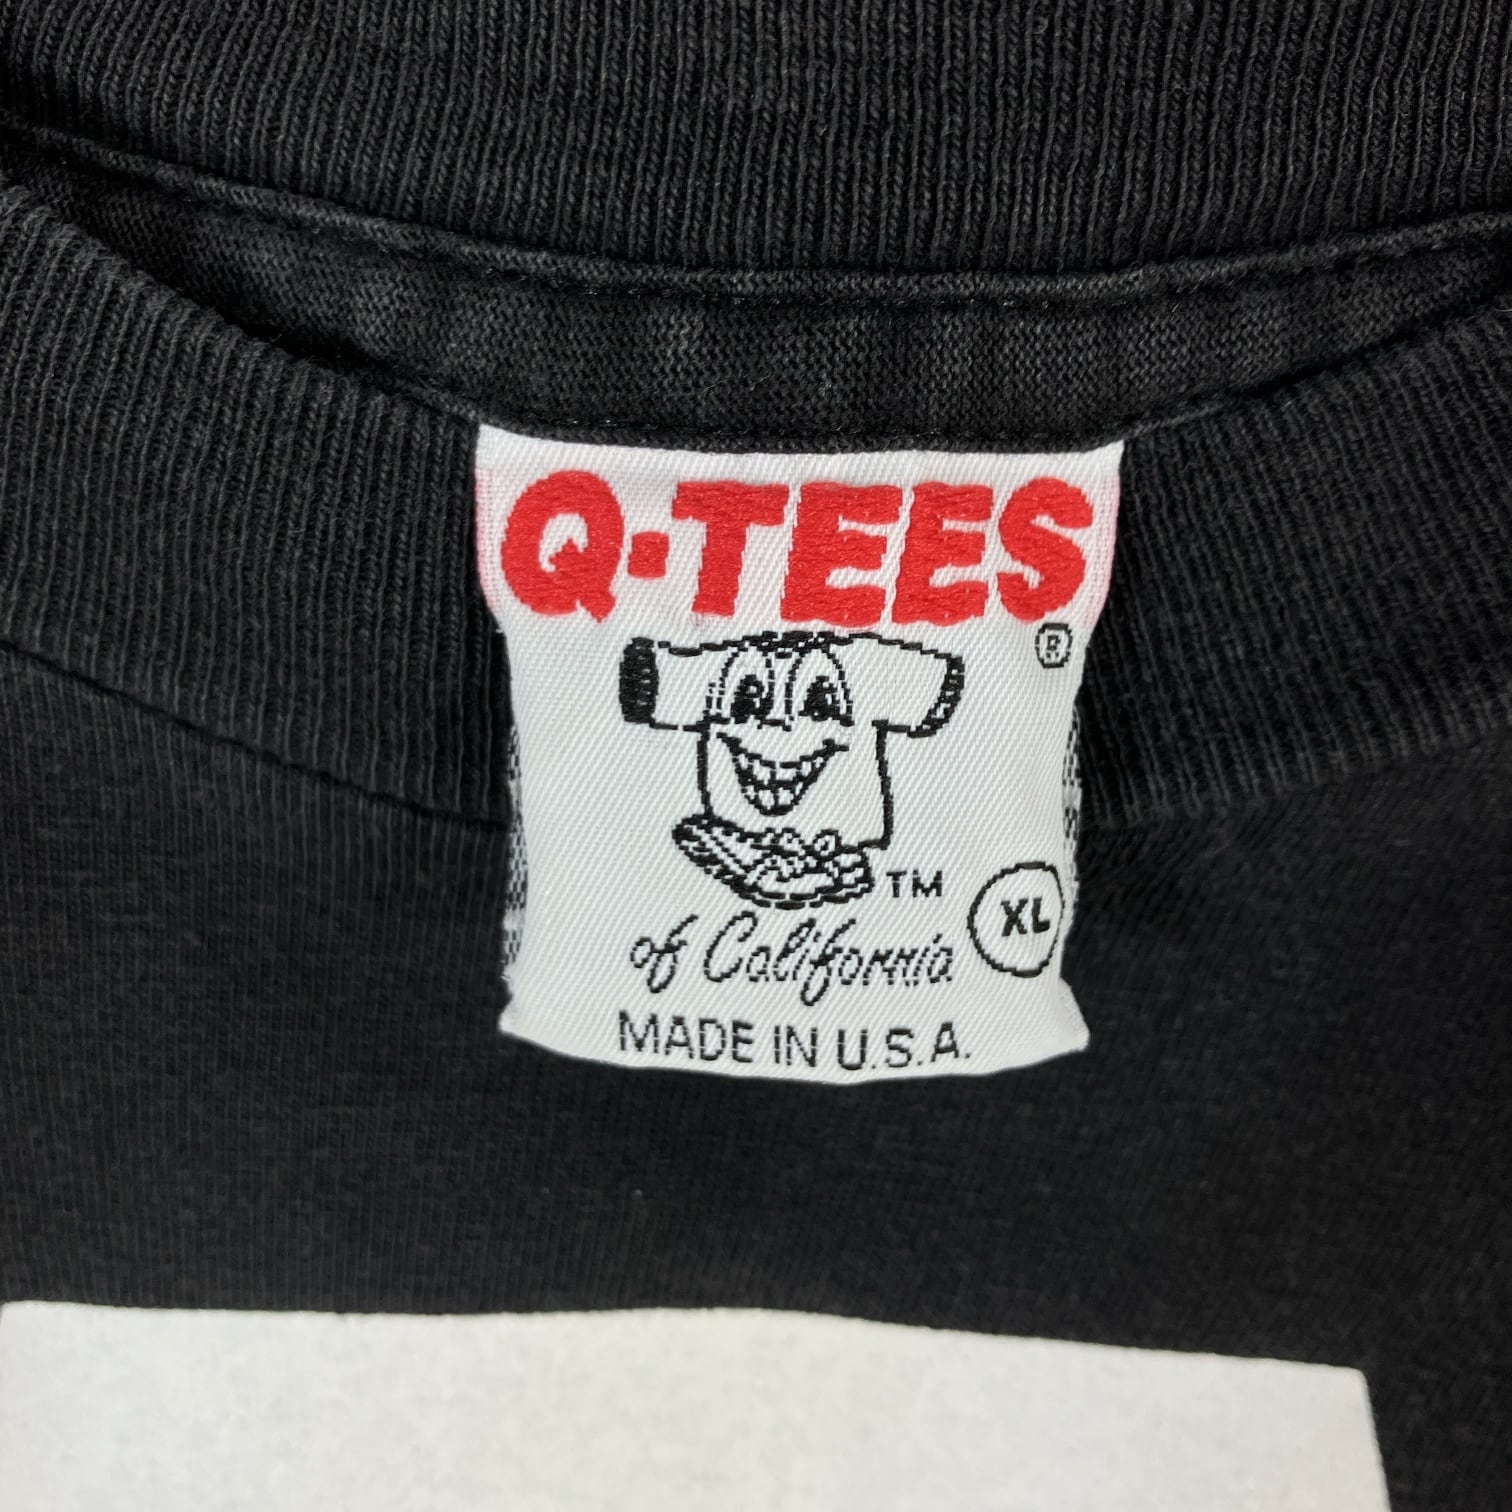 Q-TEES
®
TM
XL
of California
MADE IN U.S.A.